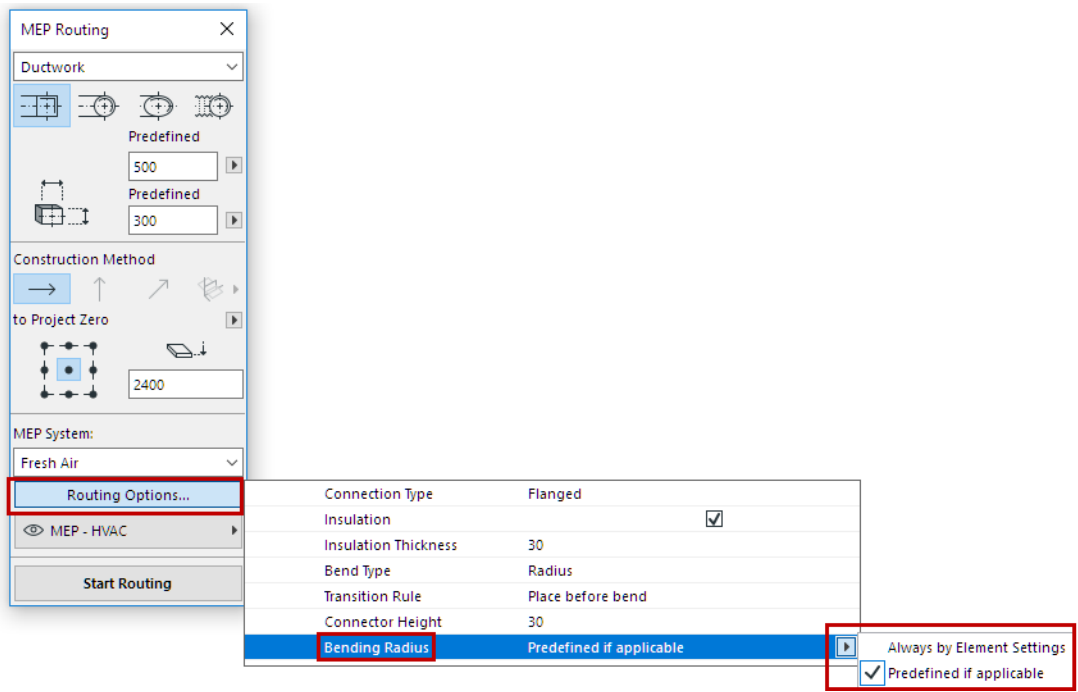 MEP Routing
Ductwork
Predefined
500
Predefined
300
Construction Method
to Project Zero
2400
MEP System:
Fresh Air
Routing Options...
MEP - HVAC
Start Routing
Connection Type Flanged
Insulation
Insulation Thickness 30
Bend Type Radius
Transition Rule Place before bend
Connector Height 30
Bending Radius Predefined if applicable
Always by Element Settings
Predefined if applicable